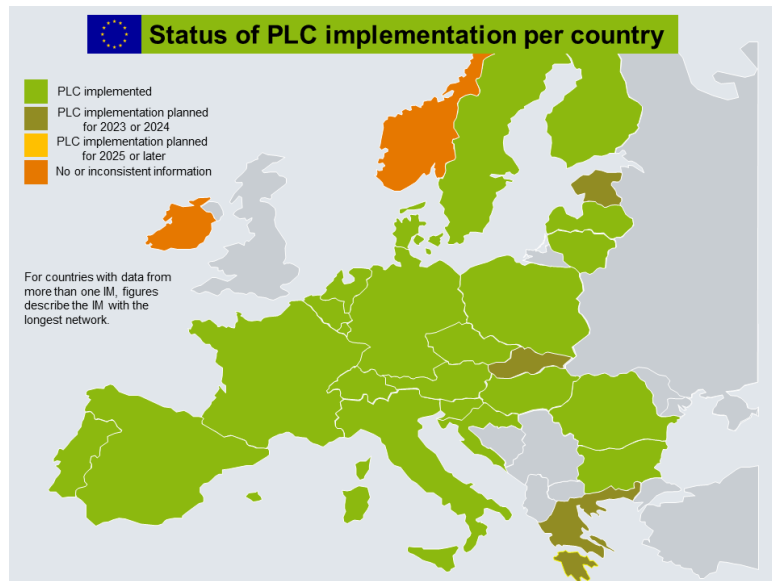 Status of PLC implementation per country
PLC implemented
PLC implementation planned
for 2023 or 2024
PLC implementation planned
for 2025 or later
No or inconsistent information
For countries with data from
more than one IM, figures
describe the IM with the
longest network.